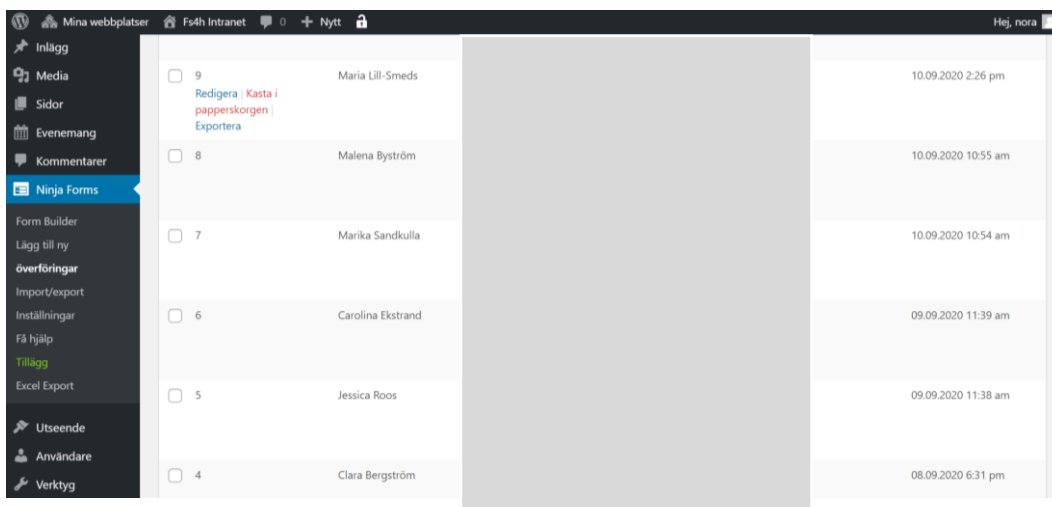 Mina webbplatser Fs4h Intranet 0 + Nytt Hej, nora
Inlägg
Media
Sidor
Evenemang
Kommentarer
Ninja Forms
Form Builder
Lägg till ny
överföringar
Import/export
Inställningar
Få hjälp
Tillägg
Excel Export
Utseende
Användare
Verktyg
9 Maria Lill-Smeds 10.09.2020 2:26 pm
Redigera | Kasta i
papperskorgen |
Exportera
8 Malena Byström 10.09.2020 10:55 am
7 Marika Sandkulla 10.09.2020 10:54 am
6 Carolina Ekstrand 09.09.2020 11:39 am
5 Jessica Roos 09.09.2020 11:38 am
4 Clara Bergström 08.09.2020 6:31 pm